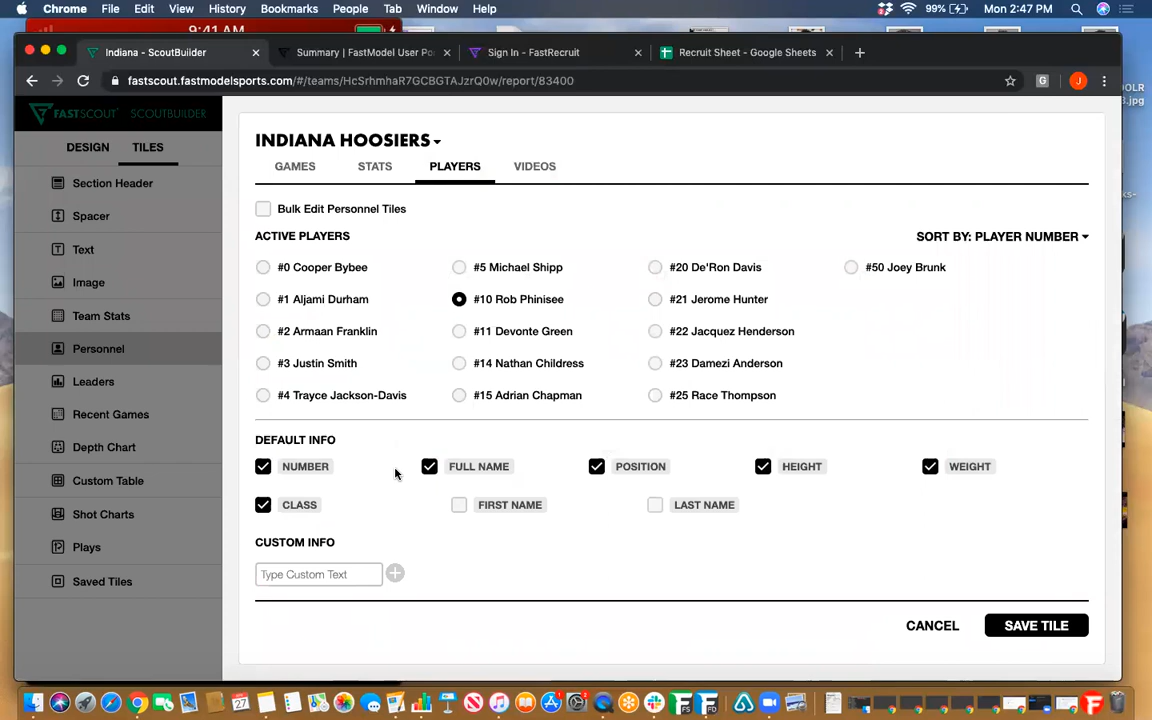 Chrome File Edit View History Bookmarks People Tab Window Help 99% Mon 2:47 PM
9:41 AM
Indiana - ScoutBuilder Summary | FastModel User Po Sign In - FastRecruit Recruit Sheet - Google Sheets
fastscout.fastmodelsports.com/#/teams/HcSrhmhaR7GCBGTAJzrQ0w/report/83400 G J
FASTSCOUT SCOUTBUILDER
DESIGN TILES
Section Header
Spacer
Text
Image
Team Stats
Personnel
Leaders
Recent Games
Depth Chart
Custom Table
Shot Charts
Plays
Saved Tiles
INDIANA HOOSIERS
GAMES STATS PLAYERS VIDEOS
Bulk Edit Personnel Tiles
ACTIVE PLAYERS SORT BY: PLAYER NUMBER
#0 Cooper Bybee #5 Michael Shipp #20 De'Ron Davis #50 Joey Brunk
#1 Aljami Durham #10 Rob Phinisee #21 Jerome Hunter
#2 Armaan Franklin #11 Devonte Green #22 Jacquez Henderson
#3 Justin Smith #14 Nathan Childress #23 Damezi Anderson
#4 Trayce Jackson-Davis #15 Adrian Chapman #25 Race Thompson
DEFAULT INFO
NUMBER FULL NAME POSITION HEIGHT WEIGHT
CLASS FIRST NAME LAST NAME
CUSTOM INFO
Type Custom Text
CANCEL SAVE TILE